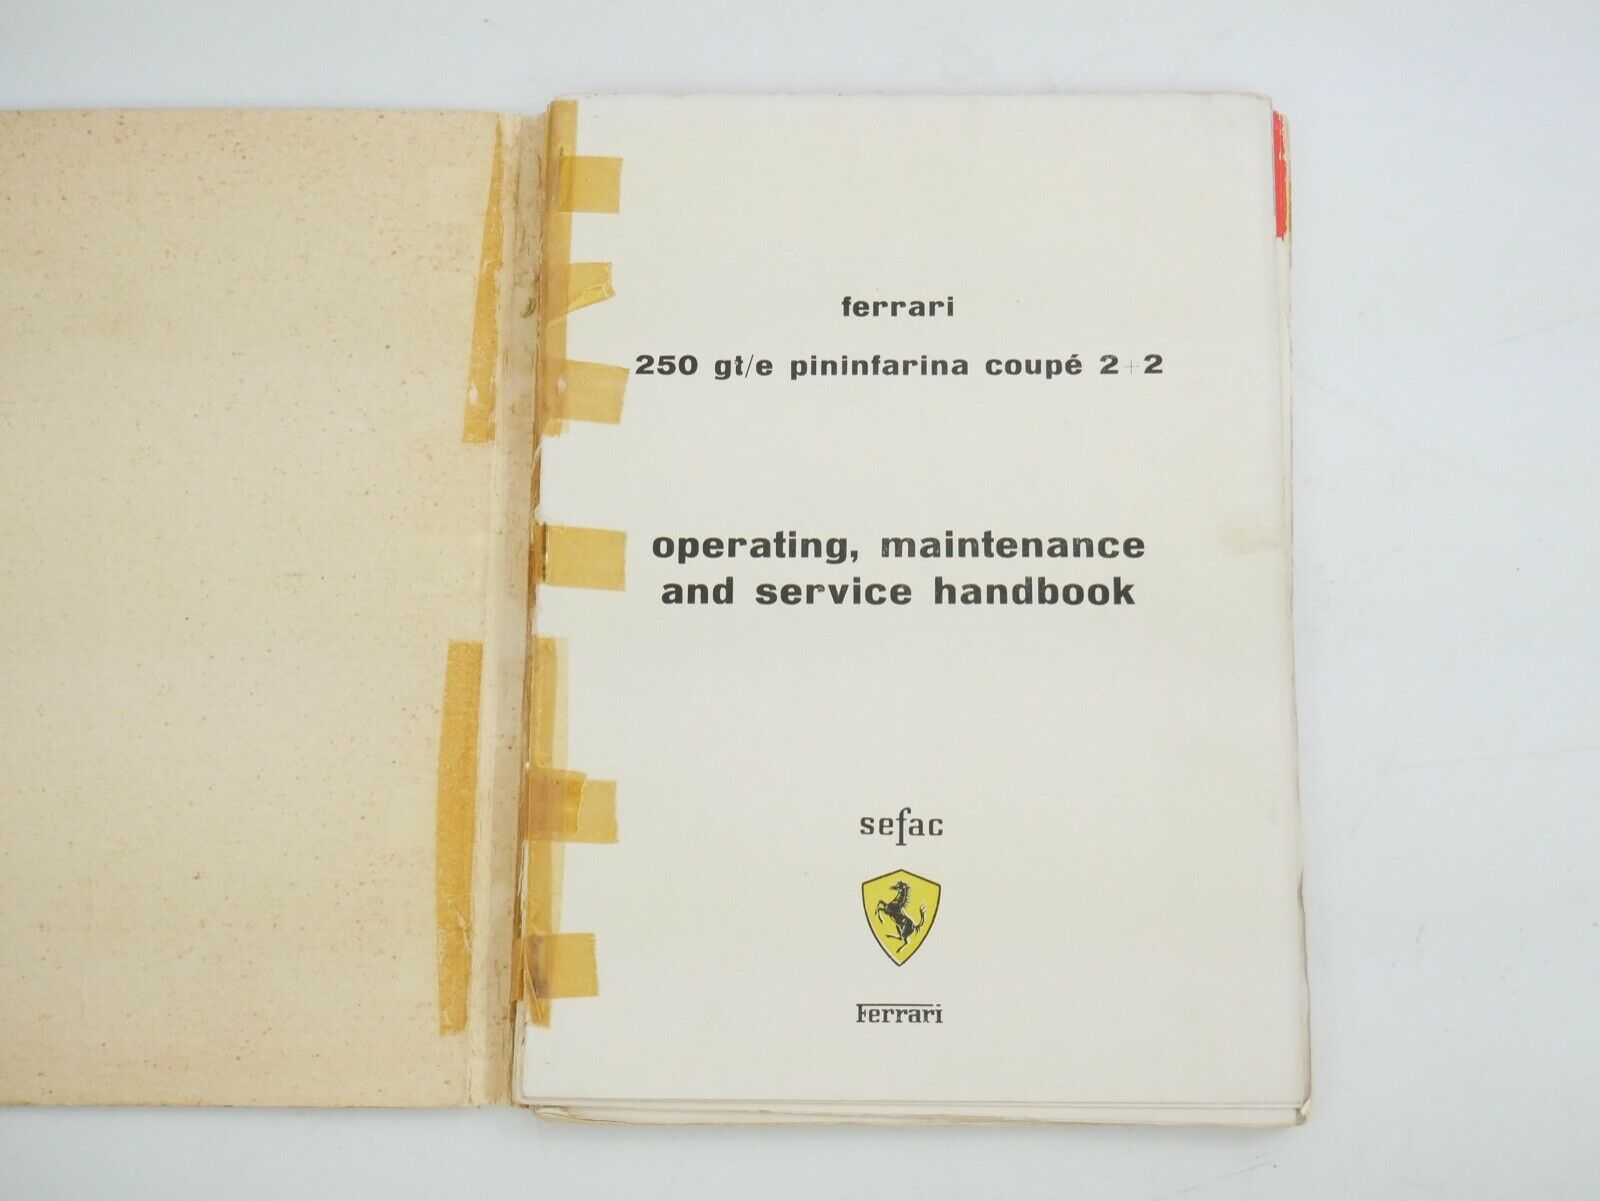 ferrari
250 gt/e pininfarina coupé 2+2
operating, maintenance
and service handbook
sefac
Ferrari